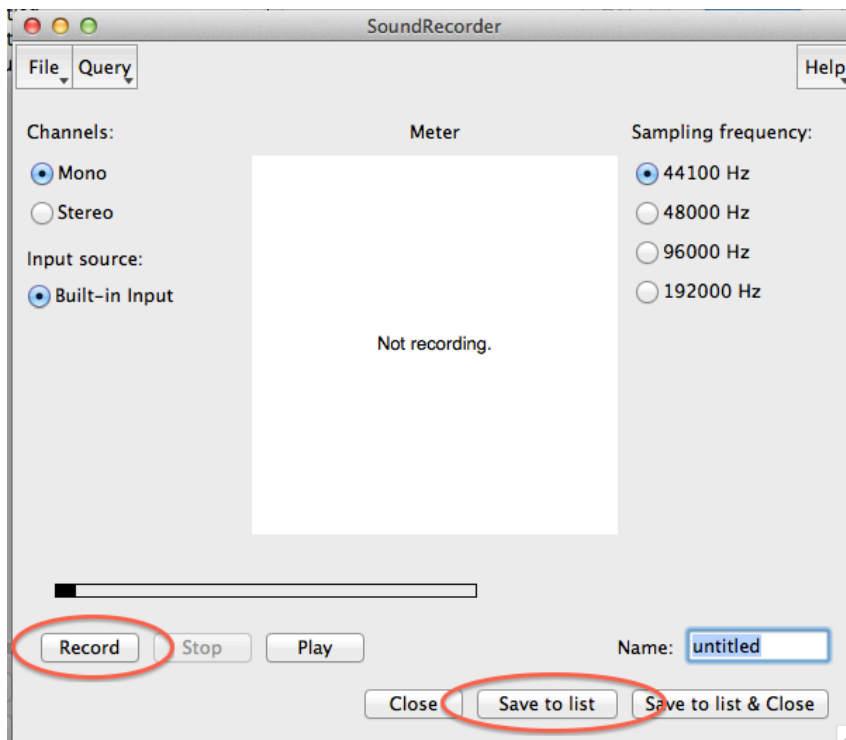 SoundRecorder
File Query Help
Channels: Meter Sampling frequency:
Mono 44100 Hz
Stereo 48000 Hz
Input source: 96000 Hz
Built-in Input 192000 Hz
Not recording.
Record Stop Play Name: untitled
Close Save to list Save to list & Close